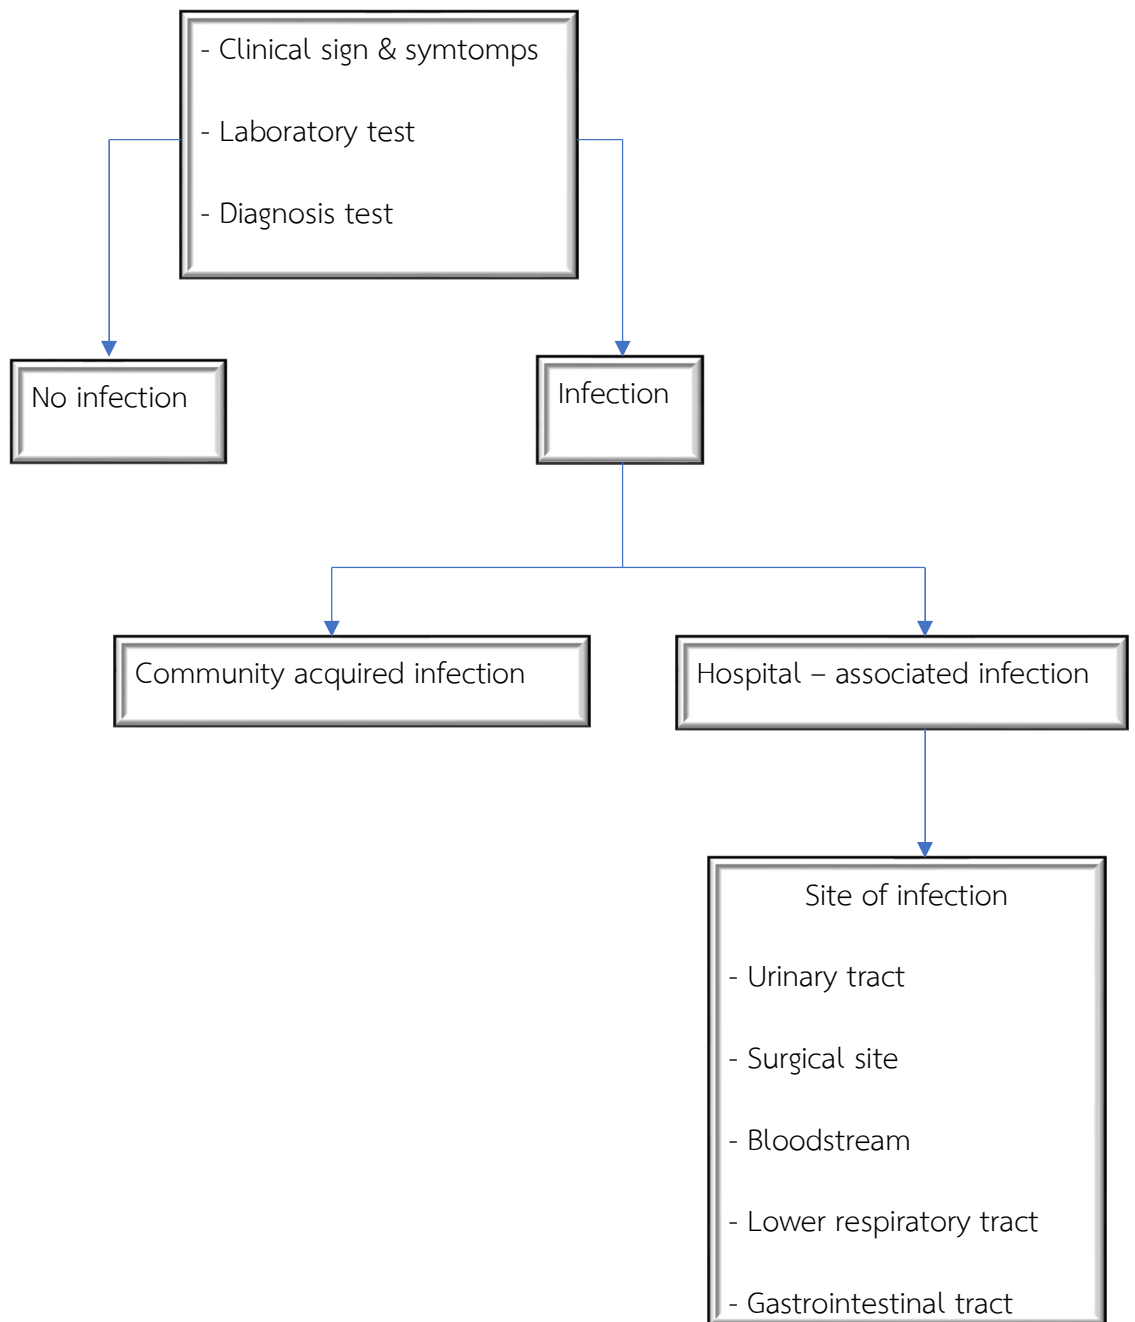 - Clinical sign & symtomps
- Laboratory test
- Diagnosis test
No infection
Infection
Community acquired infection
Hospital – associated infection
Site of infection
- Urinary tract
- Surgical site
- Bloodstream
- Lower respiratory tract
- Gastrointestinal tract